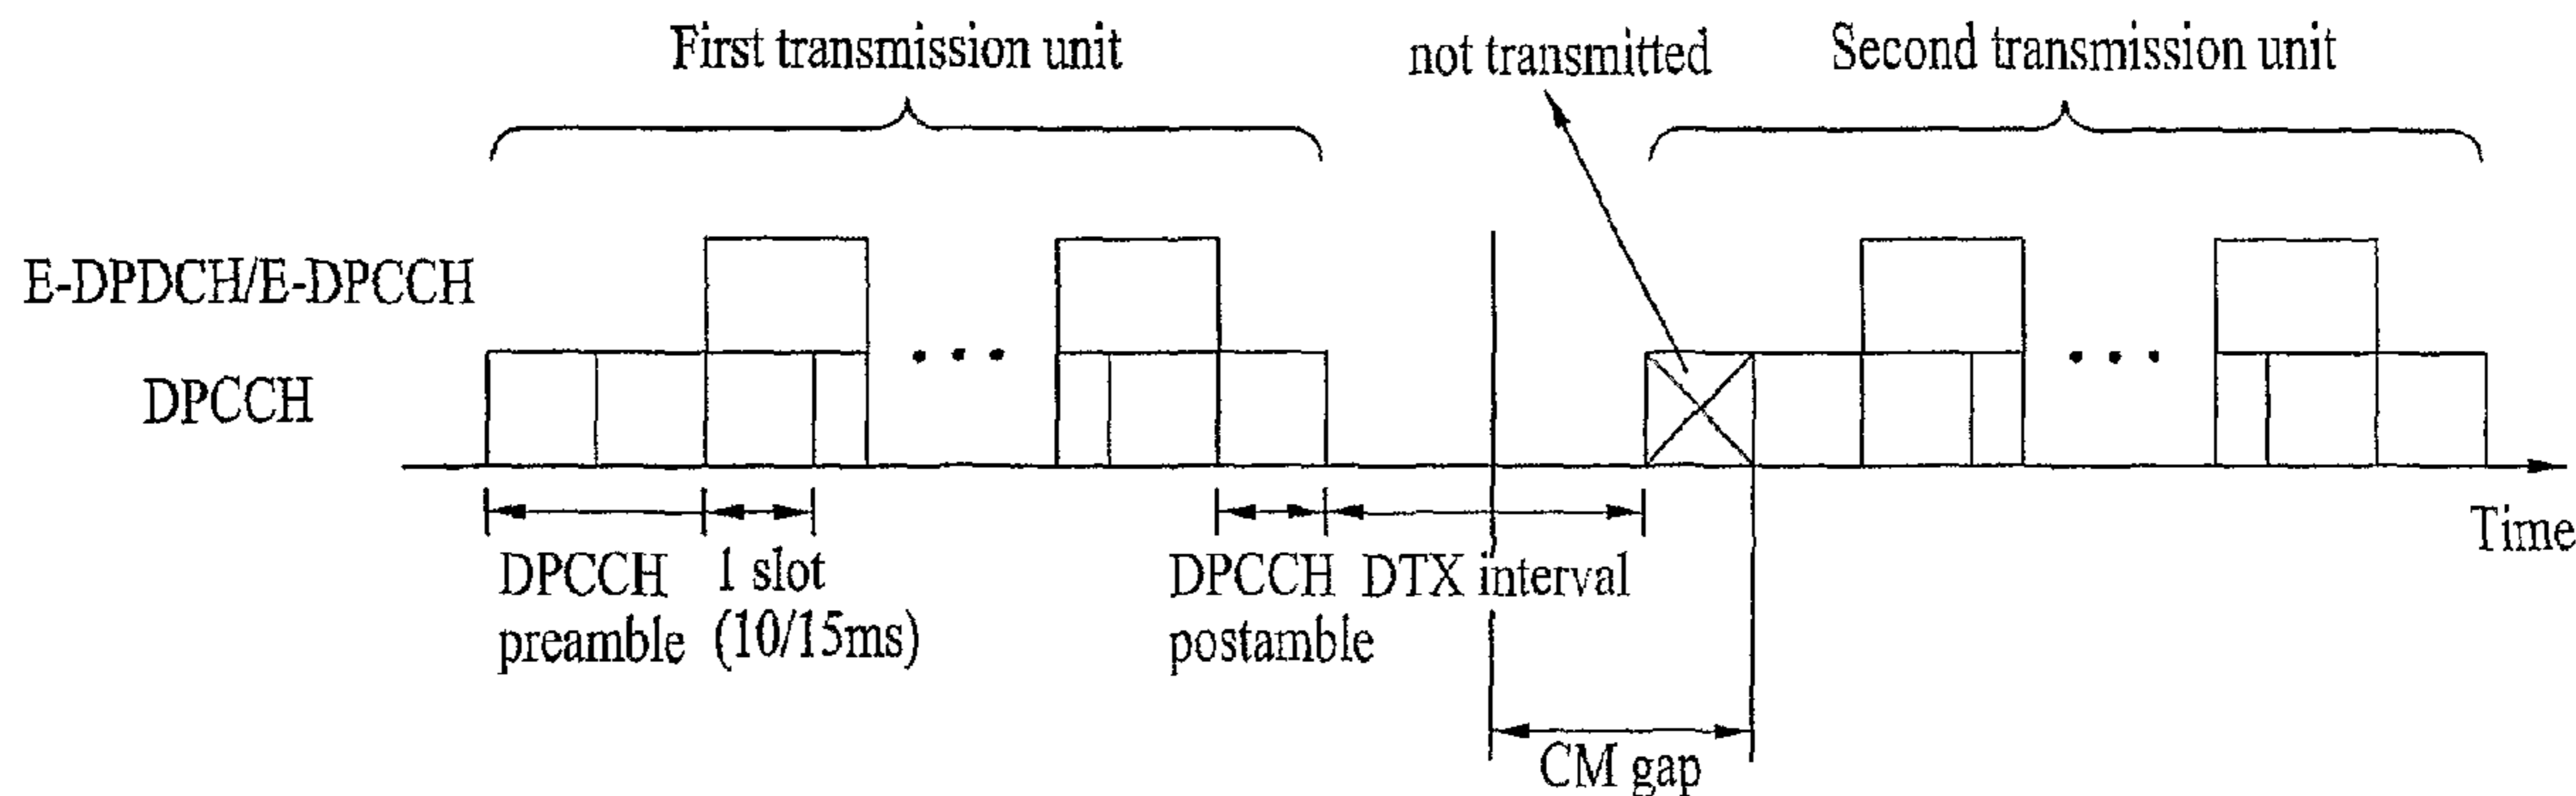 First transmission unit
not transmitted
Second transmission unit
E-DPDCH/E-DPCCH
DPCCH
Time
DPCCH preamble
1 slot (10/15ms)
DPCCH postamble
DTX interval
CM gap